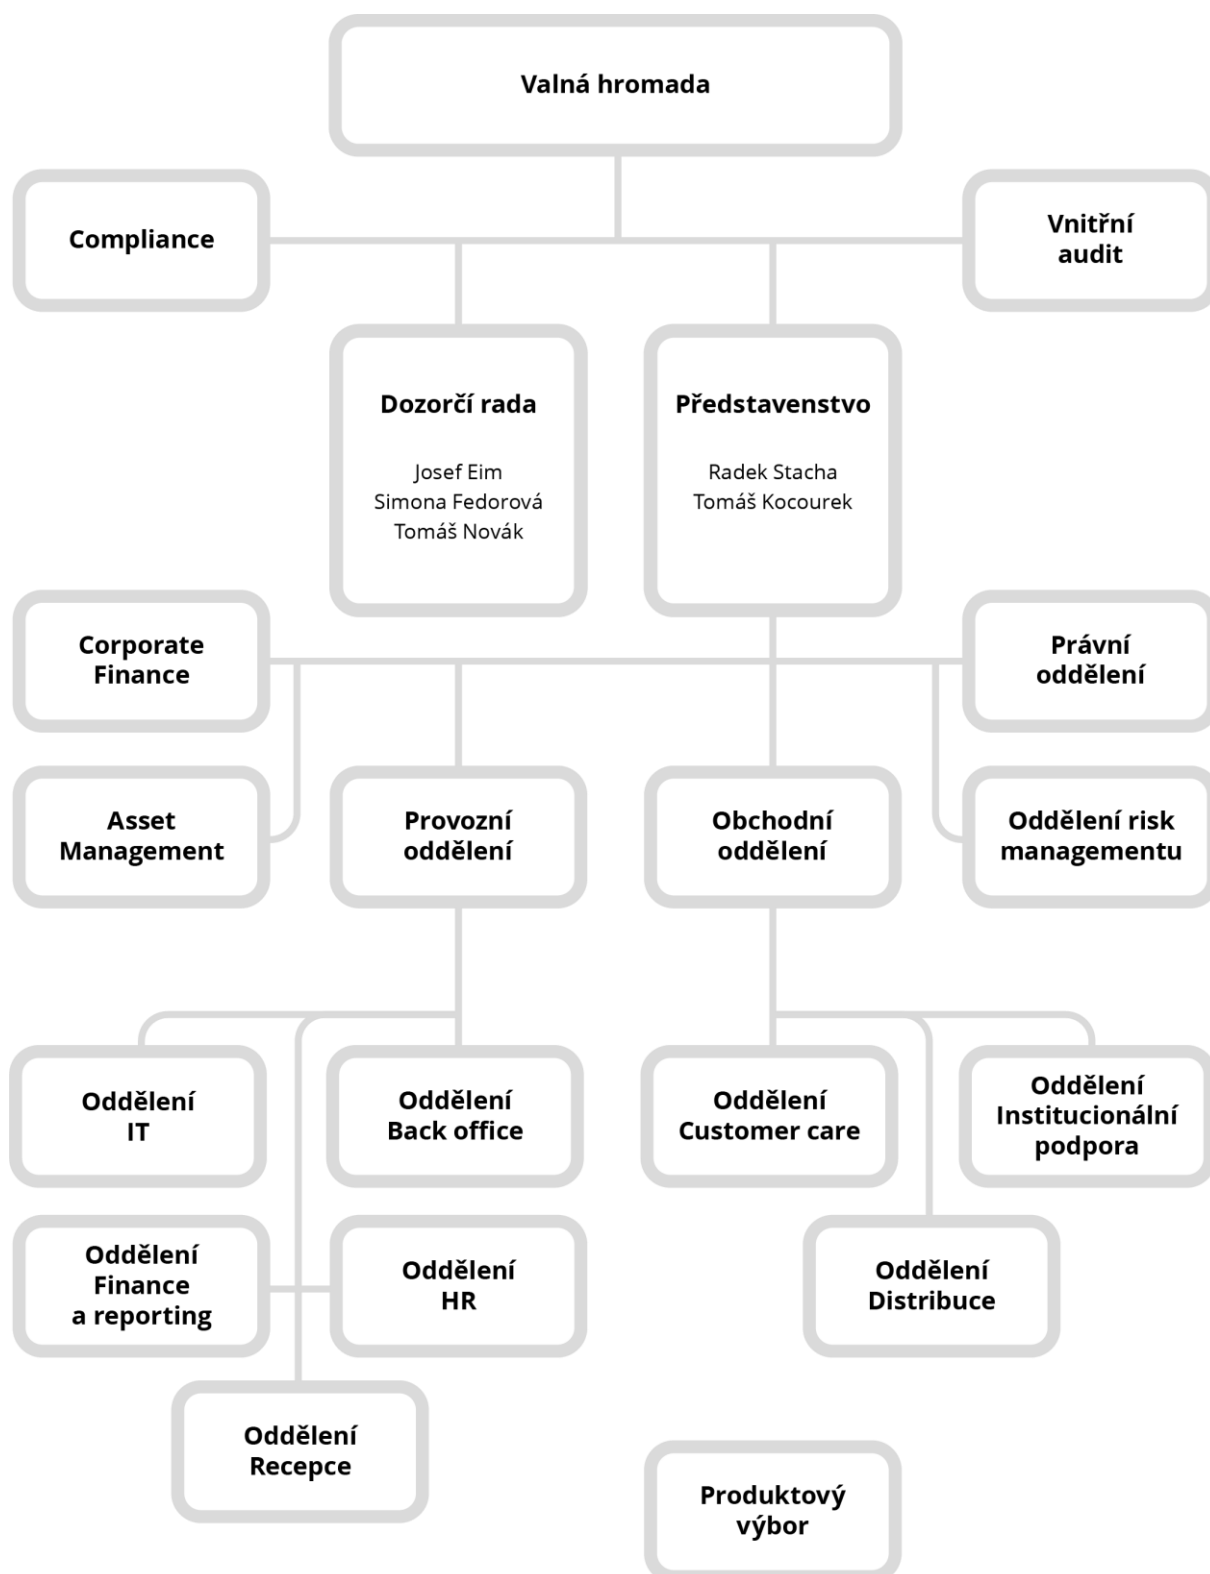 Valná hromada
Compliance
Vnitřní
audit
Dozorčí rada
Josef Eim
Simona Fedorová
Tomáš Novák
Představenstvo
Radek Stacha
Tomáš Kocourek
Corporate
Finance
Právní
oddělení
Asset
Management
Provozní
oddělení
Obchodní
oddělení
Oddělení risk
managementu
Oddělení
IT
Oddělení
Back office
Oddělení
Customer care
Oddělení
Institucionální
podpora
Oddělení
Finance
a reporting
Oddělení
HR
Oddělení
Distribuce
Oddělení
Recepce
Produktový
výbor